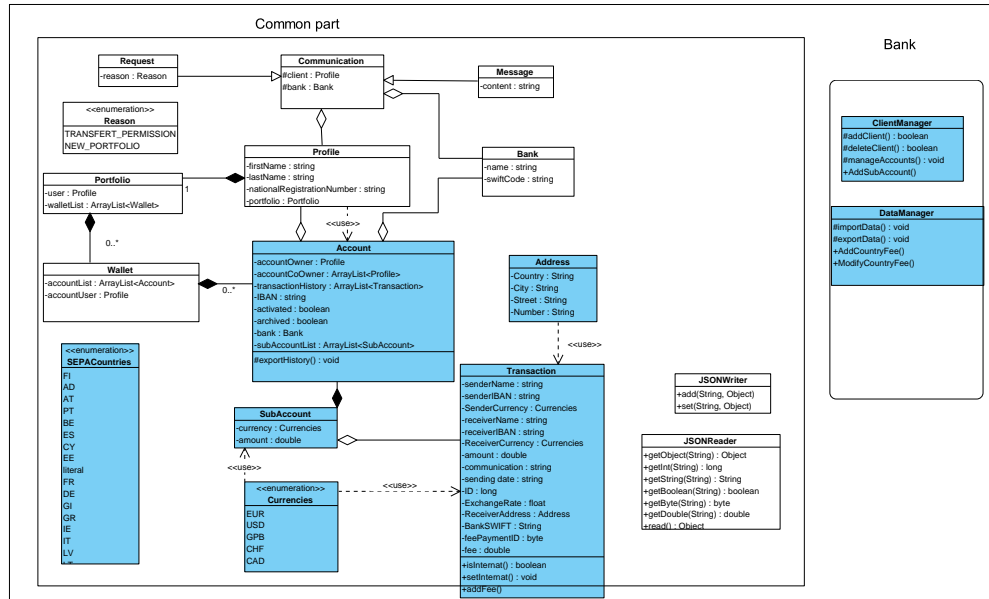 Common part
Bank
Request
-reason : Reason
Communication
#client : Profile
#bank : Bank
Message
-content : string
<<enumeration>>
Reason
TRANSFERT_PERMISSION
NEW_PORTFOLIO
Profile
-firstName : string
-lastName : string
-nationalRegistrationNumber : string
-portfolio : Portfolio
Bank
-name : string
-swiftCode : string
ClientManager
#addClient() : boolean
#deleteClient() : boolean
#manageAccounts() : void
+AddSubAccount()
Portfolio
-user : Profile
-walletList : ArrayList<Wallet>
1
<<use>>
0..*
DataManager
#importData() : void
#exportData() : void
+AddCountryFee()
+ModifyCountryFee()
Wallet
-accountList : ArrayList<Account>
-accountUser : Profile
0..*
Account
-accountOwner : Profile
-accountCoOwner : ArrayList<Profile>
-transactionHistory : ArrayList<Transaction>
-IBAN : string
-activated : boolean
-archived : boolean
-bank : Bank
-subAccountList : ArrayList<SubAccount>
#exportHistory() : void
Address
-Country : String
-City : String
-Street : String
-Number : String
<<use>>
<<enumeration>>
SEPACountries
FI
AD
AT
PT
BE
ES
CY
EE
literal
FR
DE
GI
GR
IE
IT
LV
SubAccount
-currency : Currencies
-amount : double
<<use>>
<<enumeration>>
Currencies
EUR
USD
GPB
CHF
CAD
<<use>>
Transaction
-senderName : string
-senderIBAN : string
-SenderCurrency : Currencies
-receiverName : string
-receiverIBAN : string
-ReceiverCurrency : Currencies
-amount : double
-communication : string
-sending date : string
-ID : long
-ExchangeRate : float
-ReceiverAddress : Address
-BankSWIFT : String
-feePaymentID : byte
-fee : double
+isInternat() : boolean
+setInternat() : void
+addFee()
JSONWriter
+add(String, Object)
+set(String, Object)
JSONReader
+getObject(String) : Object
+getInt(String) : long
+getString(String) : String
+getBoolean(String) : boolean
+getByte(String) : byte
+getDouble(String) : double
+read() : Object